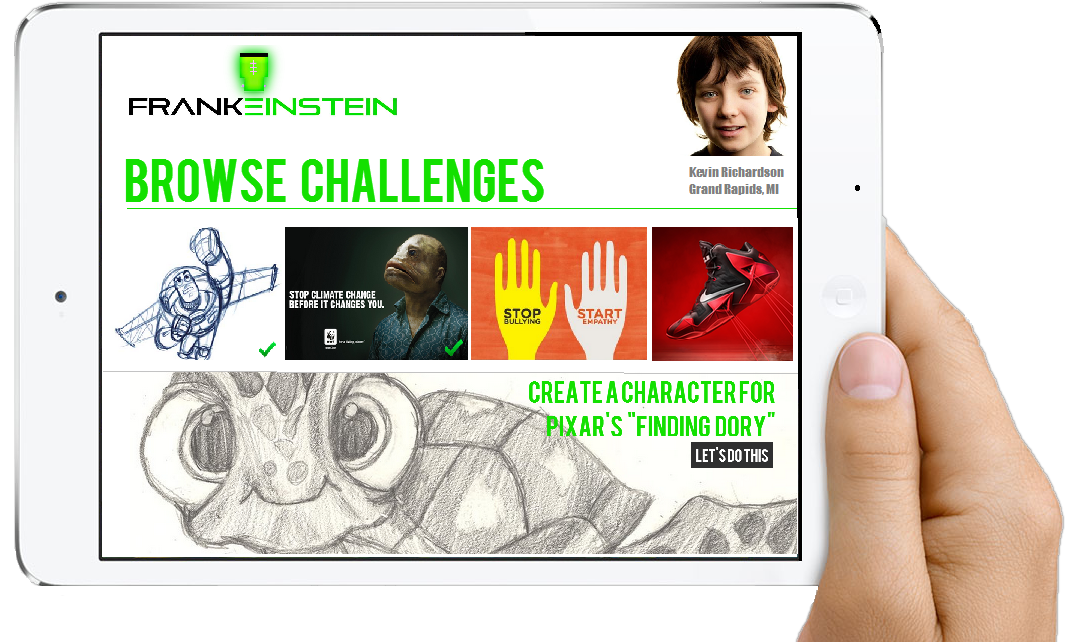 FRANKEINSTEIN
Kevin Richardson
Grand Rapids, MI
BROWSE CHALLENGES
STOP CLIMATE CHANGE
BEFORE IT CHANGES YOU.
WWF
STOP
BULLYING
START
EMPATHY
CREATE A CHARACTER FOR
PIXAR'S "FINDING DORY"
LET'S DO THIS